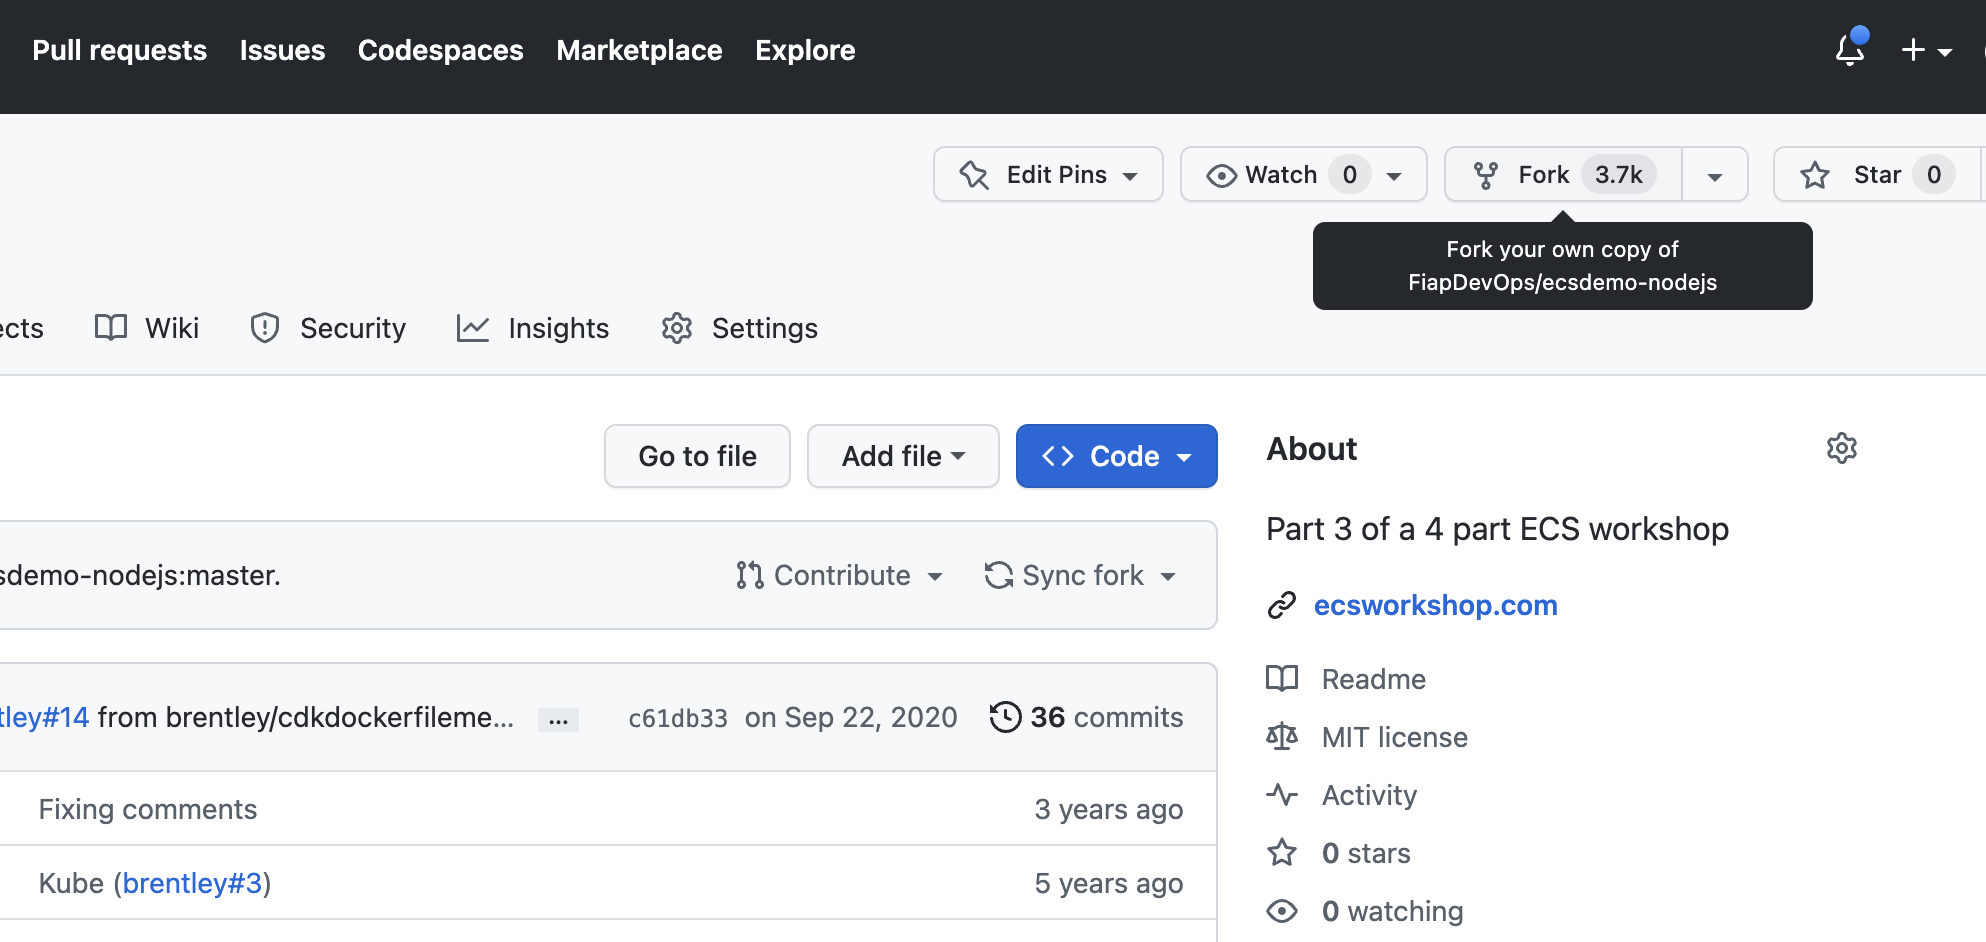 Pull requests Issues Codespaces Marketplace Explore
Edit Pins Watch 0 Fork 3.7k Star 0
Fork your own copy of
FiapDevOps/ecsdemo-nodejs
ects Wiki Security Insights Settings
Go to file Add file Code
About
Part 3 of a 4 part ECS workshop
sdemo-nodejs:master. Contribute Sync fork
ecsworkshop.com
Readme
tley#14 from brentley/cdkdockerfileme... ... c61db33 on Sep 22, 2020 36 commits
MIT license
Activity
Fixing comments 3 years ago
0 stars
Kube (brentley#3) 5 years ago
0 watching